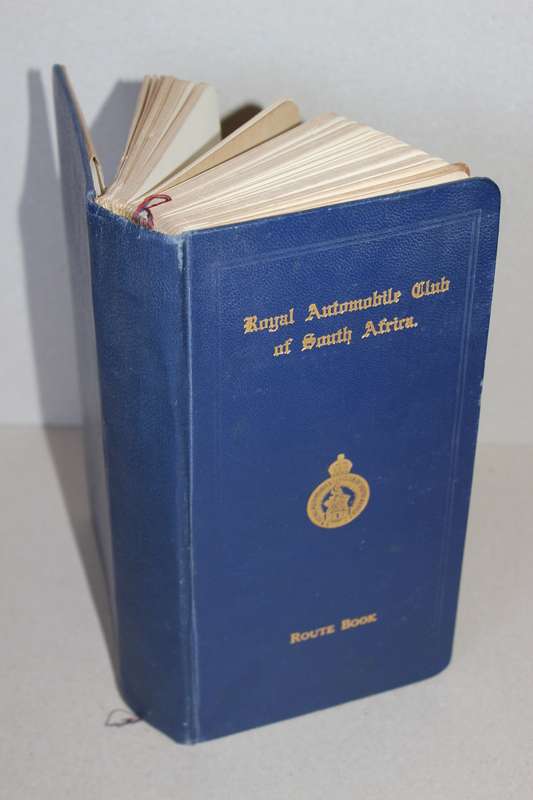 Royal Automobile Club
of South Africa.
ROUTE BOOK